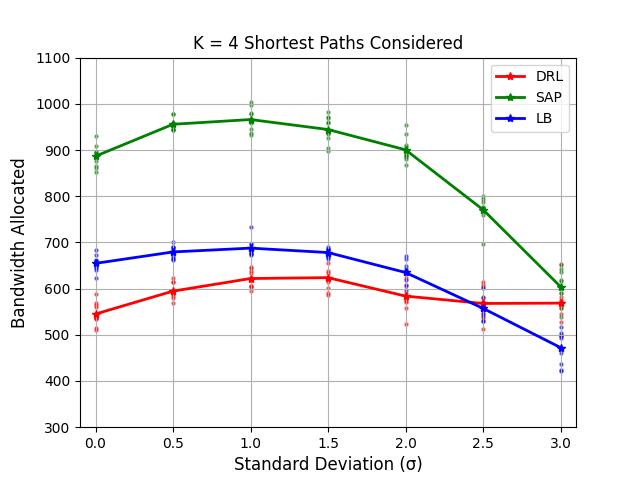 K = 4 Shortest Paths Considered
DRL
SAP
LB
Bandwidth Allocated
1100
1000
900
800
700
600
500
400
300
0.0 0.5 1.0 1.5 2.0 2.5 3.0
Standard Deviation (σ)